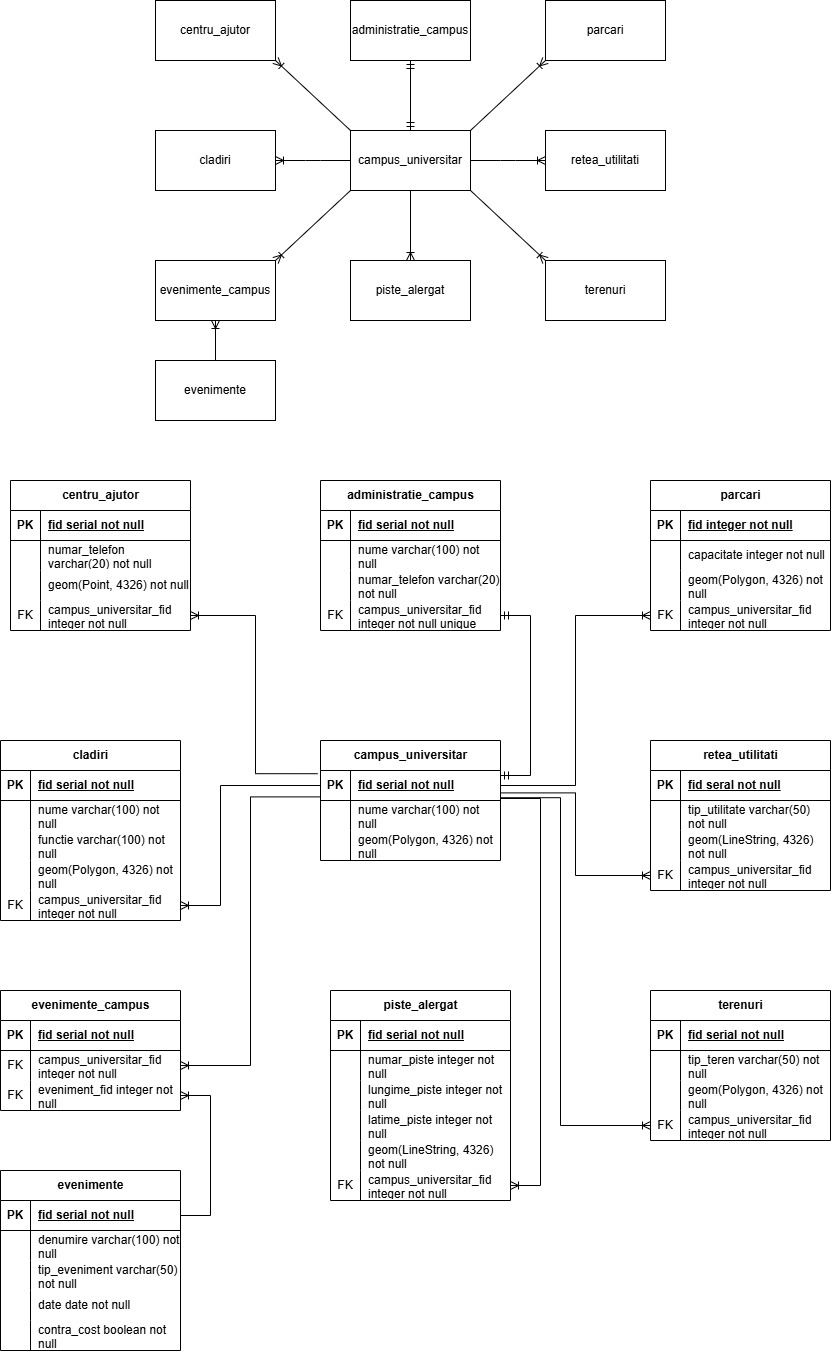 centru_ajutor
administratie_campus
parcari
cladiri
campus_universitar
retea_utilitati
evenimente_campus
piste_alergat
terenuri
evenimente
centru_ajutor
PK fid serial not null
numar_telefon
varchar(20) not null
geom(Point, 4326) not null
FK campus_universitar_fid
integer not null
administratie_campus
PK fid serial not null
nume varchar(100) not
null
numar_telefon varchar(20)
not null
FK campus_universitar_fid
integer not null unique
parcari
PK fid integer not null
capacitate integer not null
geom(Polygon, 4326) not
null
FK campus_universitar_fid
integer not null
cladiri
PK fid serial not null
nume varchar(100) not
null
functie varchar(100) not
null
geom(Polygon, 4326) not
null
FK campus_universitar_fid
integer not null
campus_universitar
PK fid serial not null
nume varchar(100) not
null
geom(Polygon, 4326) not
null
retea_utilitati
PK fid seral not null
tip_utilitate varchar(50)
not null
geom(LineString, 4326)
not null
FK campus_universitar_fid
integer not null
evenimente_campus
PK fid serial not null
FK campus_universitar_fid
integer not null
FK eveniment_fid integer not
null
piste_alergat
PK fid serial not null
numar_piste integer not
null
lungime_piste integer not
null
latime_piste integer not
null
geom(LineString, 4326)
not null
FK campus_universitar_fid
integer not null
terenuri
PK fid serial not null
tip_teren varchar(50) not
null
geom(Polygon, 4326) not
null
FK campus_universitar_fid
integer not null
evenimente
PK fid serial not null
denumire varchar(100) not
null
tip_eveniment varchar(50)
not null
date date not null
contra_cost boolean not
null